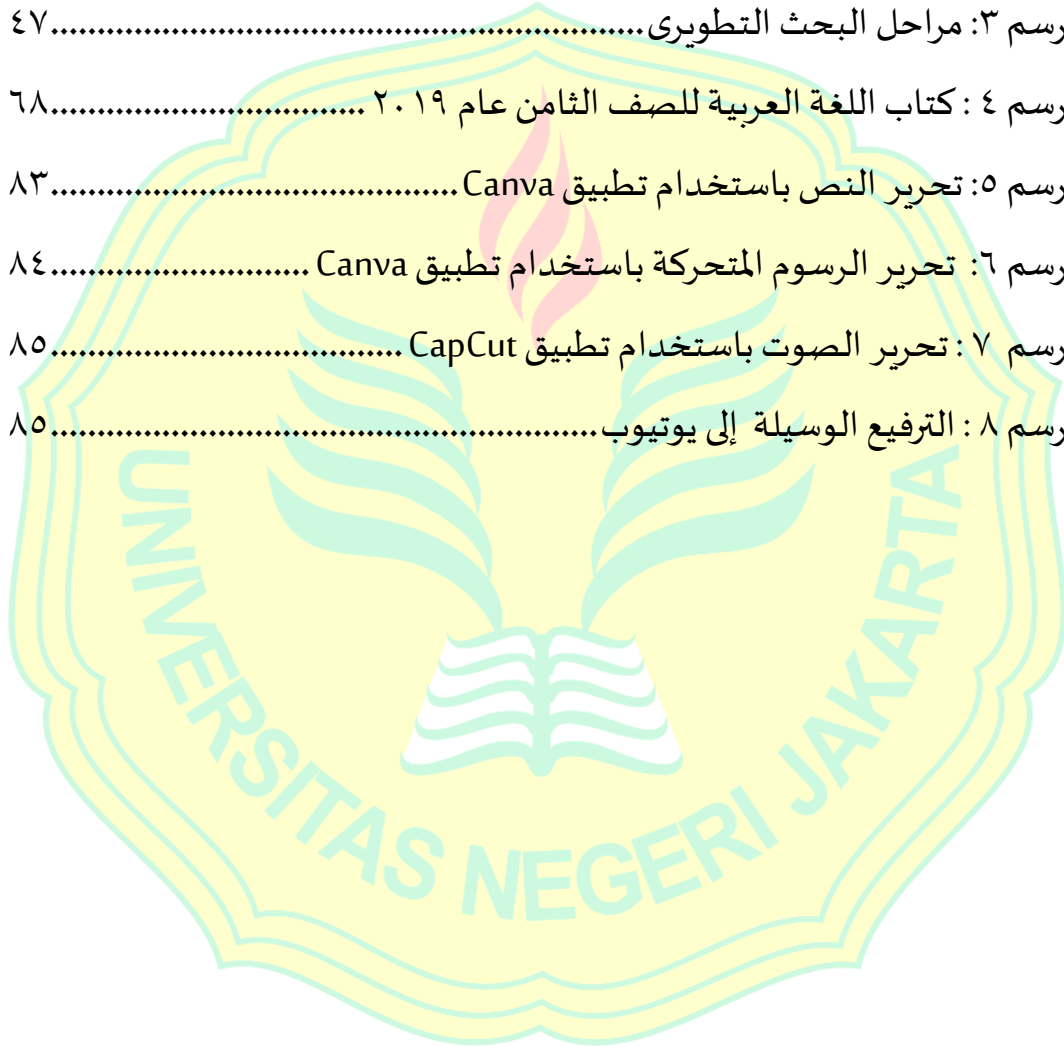 رسم ٣: مراحل البحث التطويرى.......................................................................٤٧
رسم ٤ : كتاب اللغة العربية للصف الثامن عام ٢٠١٩ ................................٦٨
رسم ٥: تحرير النص باستخدام تطبيق Canva ..........................................٨٣
رسم ٦: تحرير الرسوم المتحركة باستخدام تطبيق Canva ...........................٨٤
رسم ٧ : تحرير الصوت باستخدام تطبيق CapCut ....................................٨٥
رسم ٨ : الترفيع الوسيلة إلى يوتيوب.........................................................٨٥
UNIVERSITAS NEGERI JAKARTA